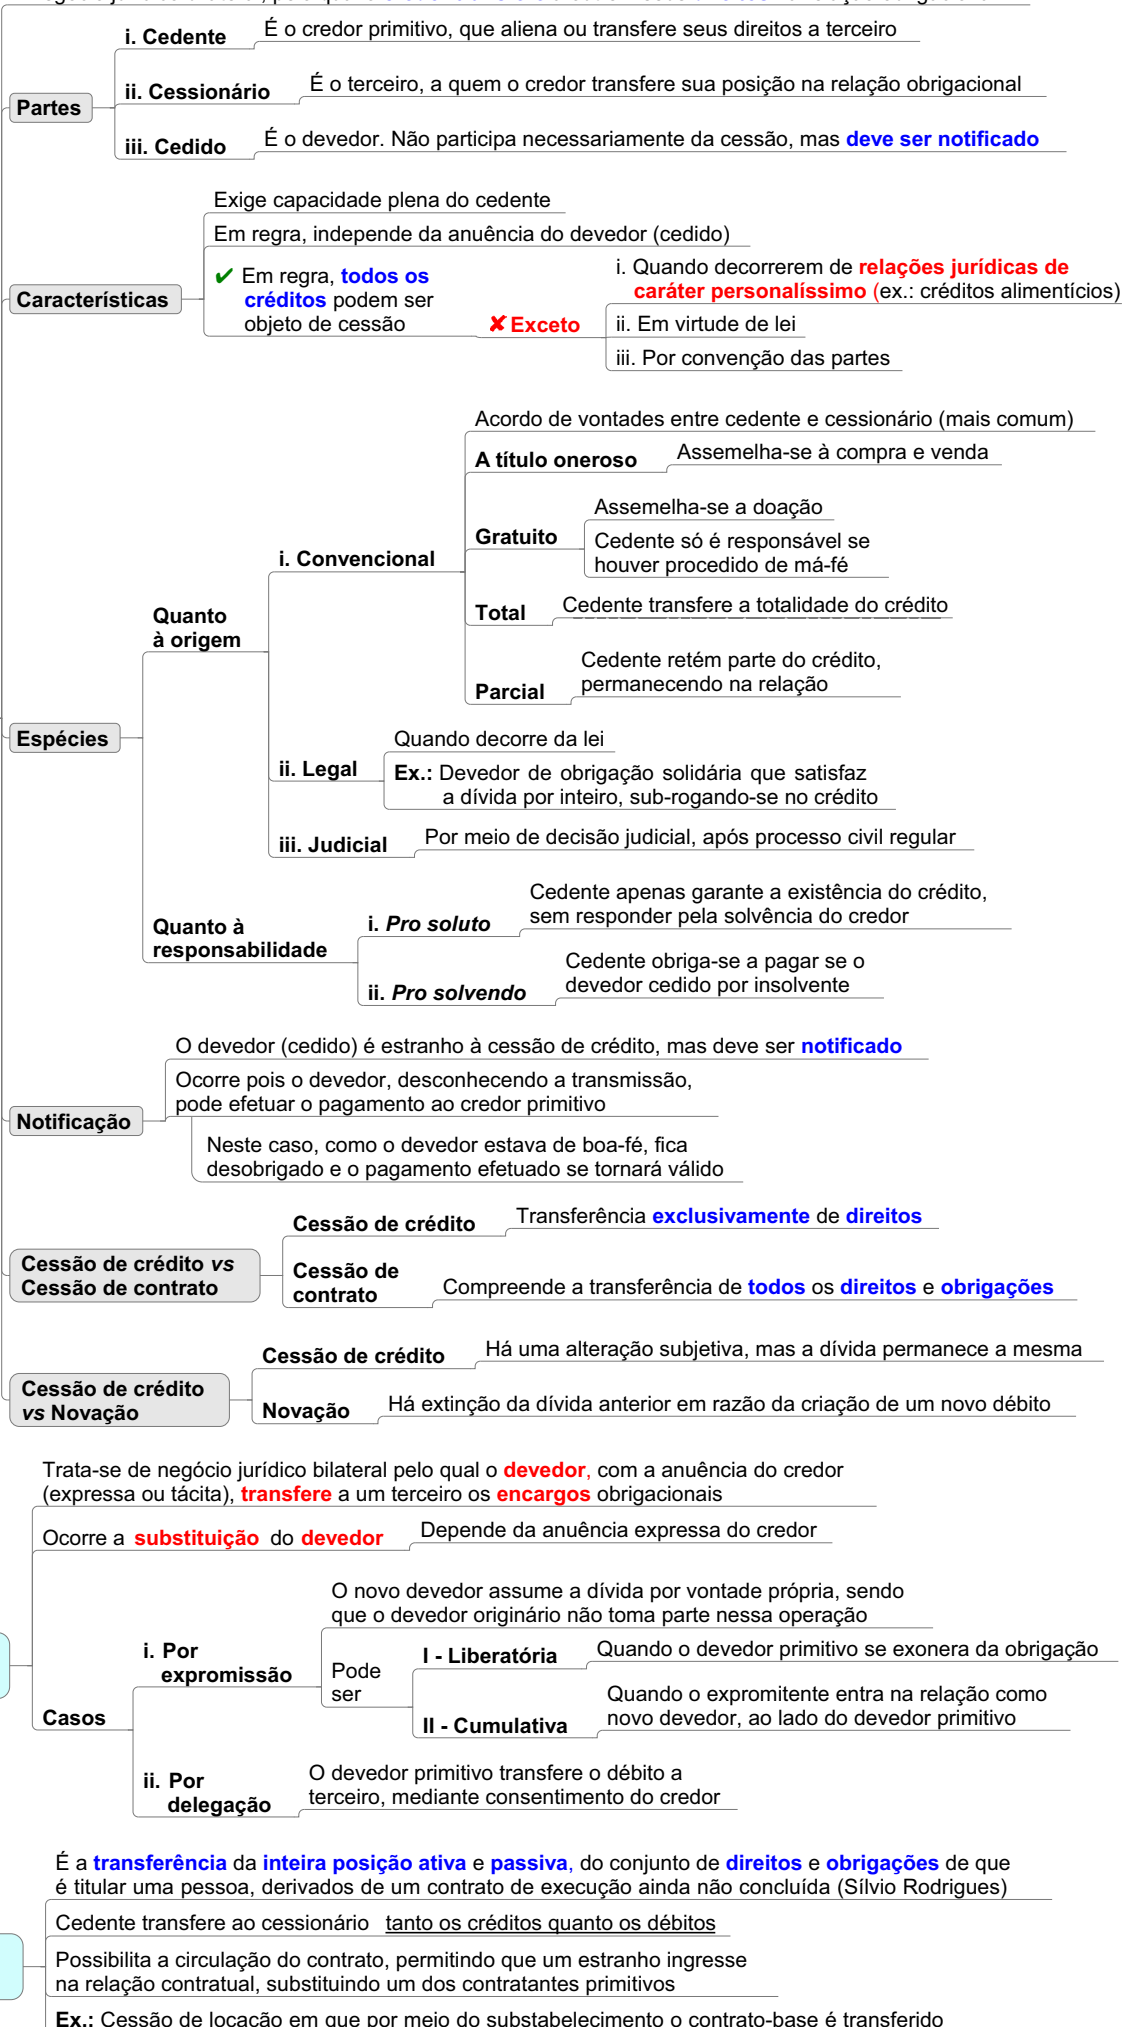 i. Cedente
É o credor primitivo, que aliena ou transfere seus direitos a terceiro
Partes
ii. Cessionário
É o terceiro, a quem o credor transfere sua posição na relação obrigacional
iii. Cedido
É o devedor. Não participa necessariamente da cessão, mas deve ser notificado
Características
Exige capacidade plena do cedente
Em regra, independe da anuência do devedor (cedido)
✔ Em regra, todos os
créditos podem ser
objeto de cessão
✘ Exceto
i. Quando decorrerem de relações jurídicas de
caráter personalíssimo (ex.: créditos alimentícios)
ii. Em virtude de lei
iii. Por convenção das partes
Espécies
Quanto
à origem
i. Convencional
Acordo de vontades entre cedente e cessionário (mais comum)
A título oneroso
Assemelha-se à compra e venda
Gratuito
Assemelha-se a doação
Cedente só é responsável se
houver procedido de má-fé
Total
Cedente transfere a totalidade do crédito
Parcial
Cedente retém parte do crédito,
permanecendo na relação
ii. Legal
Quando decorre da lei
Ex.: Devedor de obrigação solidária que satisfaz
a dívida por inteiro, sub-rogando-se no crédito
iii. Judicial
Por meio de decisão judicial, após processo civil regular
Quanto à
responsabilidade
i. Pro soluto
Cedente apenas garante a existência do crédito,
sem responder pela solvência do credor
ii. Pro solvendo
Cedente obriga-se a pagar se o
devedor cedido por insolvente
Notificação
O devedor (cedido) é estranho à cessão de crédito, mas deve ser notificado
Ocorre pois o devedor, desconhecendo a transmissão,
pode efetuar o pagamento ao credor primitivo
Neste caso, como o devedor estava de boa-fé, fica
desobrigado e o pagamento efetuado se tornará válido
Cessão de crédito vs
Cessão de contrato
Cessão de crédito
Transferência exclusivamente de direitos
Cessão de
contrato
Compreende a transferência de todos os direitos e obrigações
Cessão de crédito
vs Novação
Cessão de crédito
Há uma alteração subjetiva, mas a dívida permanece a mesma
Novação
Há extinção da dívida anterior em razão da criação de um novo débito
Trata-se de negócio jurídico bilateral pelo qual o devedor, com a anuência do credor
(expressa ou tácita), transfere a um terceiro os encargos obrigacionais
Ocorre a substituição do devedor
Depende da anuência expressa do credor
Casos
i. Por
expromissão
O novo devedor assume a dívida por vontade própria, sendo
que o devedor originário não toma parte nessa operação
Pode
ser
I - Liberatória
Quando o devedor primitivo se exonera da obrigação
II - Cumulativa
Quando o expromitente entra na relação como
novo devedor, ao lado do devedor primitivo
ii. Por
delegação
O devedor primitivo transfere o débito a
terceiro, mediante consentimento do credor
É a transferência da inteira posição ativa e passiva, do conjunto de direitos e obrigações de que
é titular uma pessoa, derivados de um contrato de execução ainda não concluída (Sílvio Rodrigues)
Cedente transfere ao cessionário tanto os créditos quanto os débitos
Possibilita a circulação do contrato, permitindo que um estranho ingresse
na relação contratual, substituindo um dos contratantes primitivos
Ex.: Cessão de locação em que por meio do substabelecimento o contrato-base é transferido